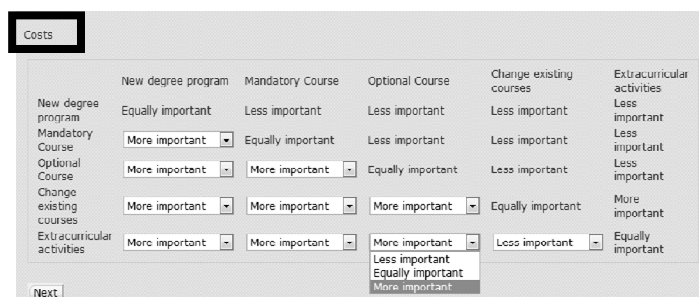 Costs
New degree program Mandatory Course Optional Course Change existing courses Extracurricular activities
New degree program Equally important Less important Less important Less important Less important
Mandatory Course More important Equally important Less important Less important Less important
Optional Course More important More important Equally important Less important Less important
Change existing courses More important More important More important Equally important More important
Extracurricular activities More important More important More important Less important Equally important
Less important
Equally important
More important
Next